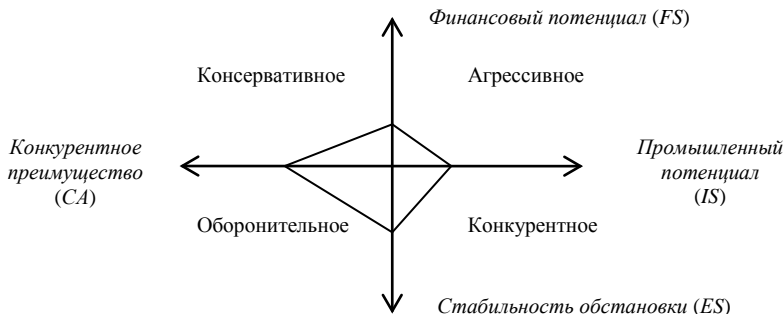 Финансовый потенциал (FS)
Консервативное
Агрессивное
Конкурентное
преимущество
(CA)
Промышленный
потенциал
(IS)
Оборонительное
Конкурентное
Стабильность обстановки (ES)